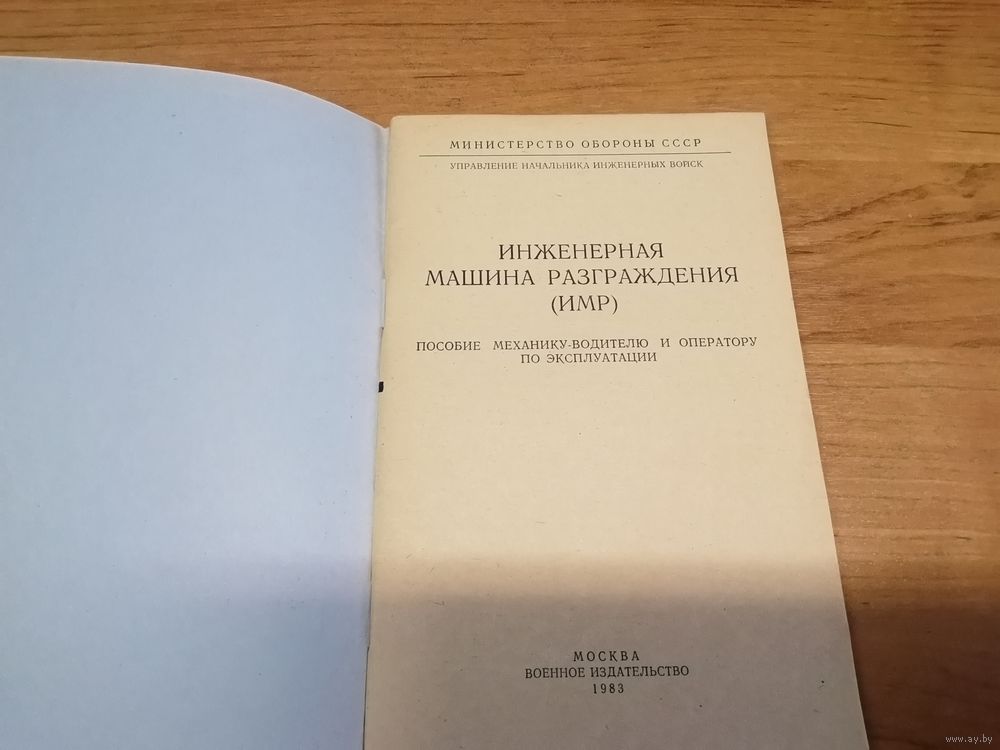 МИНИСТЕРСТВО ОБОРОНЫ СССР
УПРАВЛЕНИЕ НАЧАЛЬНИКА ИНЖЕНЕРНЫХ ВОЙСК
ИНЖЕНЕРНАЯ
МАШИНА РАЗГРАЖДЕНИЯ
(ИМР)
ПОСОБИЕ МЕХАНИКУ-ВОДИТЕЛЮ И ОПЕРАТОРУ
ПО ЭКСПЛУАТАЦИИ
МОСКВА
ВОЕННОЕ ИЗДАТЕЛЬСТВО
1983
www.ay.by